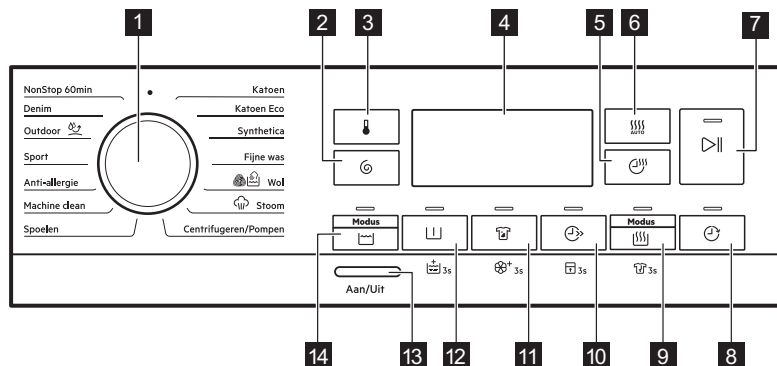 1
2
3
4
5
6
7
NonStop 60min
Katoen
Denim
Katoen Eco
Outdoor
Synthetica
AUTO
Sport
Fijne was
Anti-allergie
Wol
Machine clean
Stoom
Spoelen
Centrifugeren/Pompen
Modus
Modus
3s
+ 3s
3s
3s
Aan/Uit
14
13
12
11
10
9
8